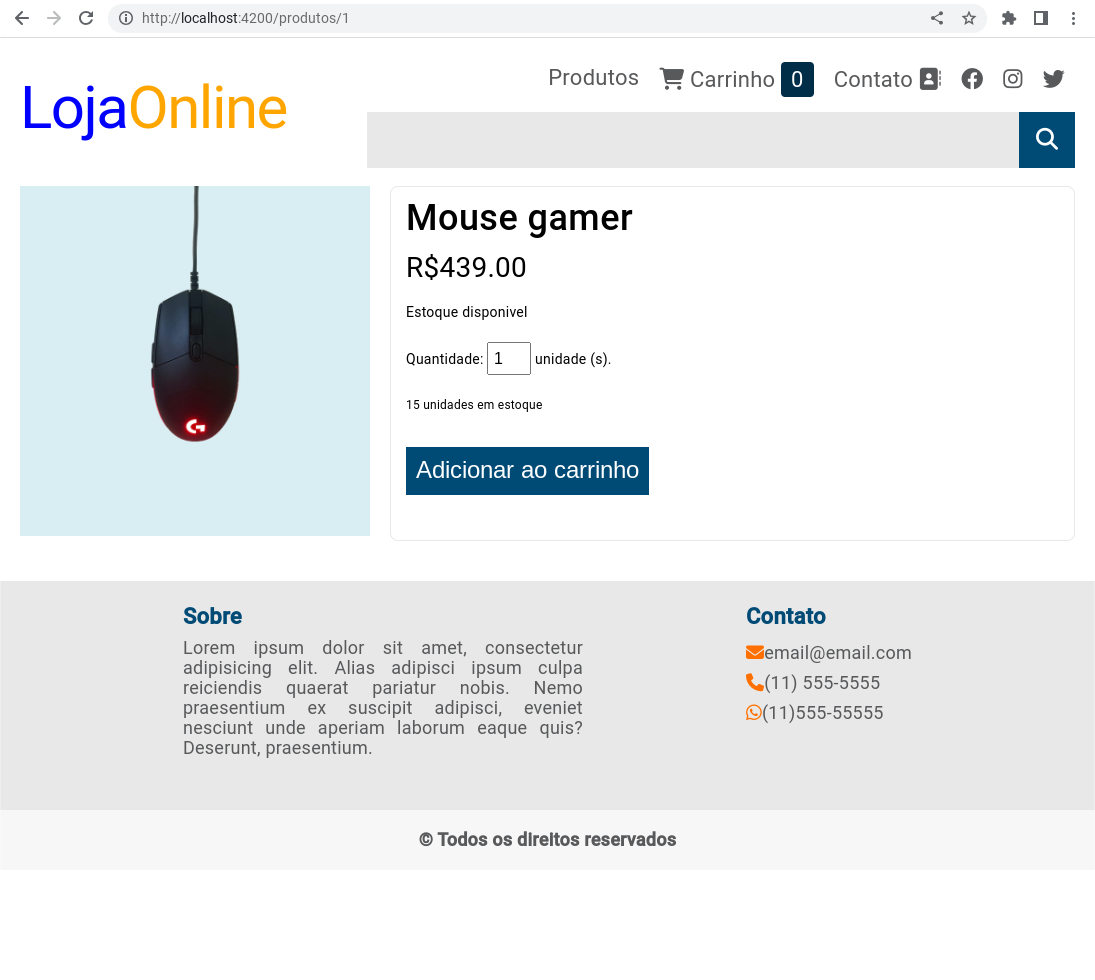 http://localhost:4200/produtos/1
LojaOnline
Produtos Carrinho 0 Contato
Mouse gamer
R$439.00
Estoque disponivel
Quantidade: 1 unidade (s).
15 unidades em estoque
Adicionar ao carrinho
Sobre
Lorem ipsum dolor sit amet, consectetur
adipisicing elit. Alias adipisci ipsum culpa
reiciendis quaerat pariatur nobis. Nemo
praesentium ex suscipit adipisci, eveniet
nesciunt unde aperiam laborum eaque quis?
Deserunt, praesentium.
Contato
email@email.com
(11) 555-5555
(11)555-55555
© Todos os direitos reservados